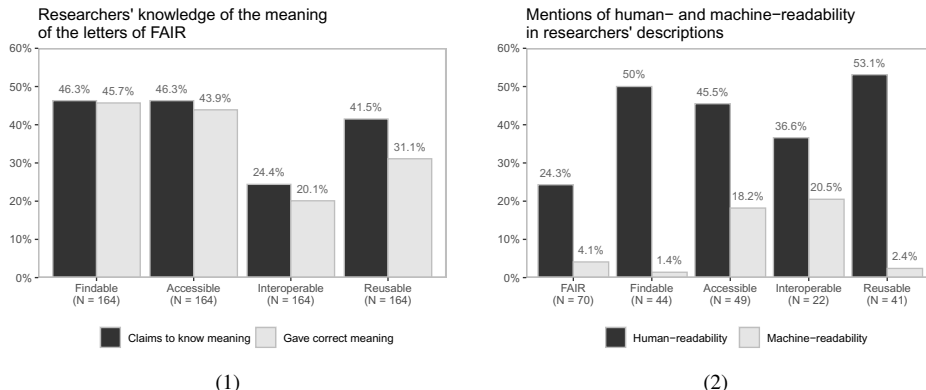 Researchers' knowledge of the meaning
of the letters of FAIR
60%
50%
40%
30%
20%
10%
0%
46.3%
45.7%
46.3%
43.9%
24.4%
20.1%
41.5%
31.1%
Findable
(N = 164)
Accessible
(N = 164)
Interoperable
(N = 164)
Reusable
(N = 164)
Claims to know meaning
Gave correct meaning
(1)
Mentions of human− and machine−readability
in researchers' descriptions
60%
50%
40%
30%
20%
10%
0%
24.3%
4.1%
50%
1.4%
45.5%
18.2%
36.6%
20.5%
53.1%
2.4%
FAIR
(N = 70)
Findable
(N = 44)
Accessible
(N = 49)
Interoperable
(N = 22)
Reusable
(N = 41)
Human−readability
Machine−readability
(2)